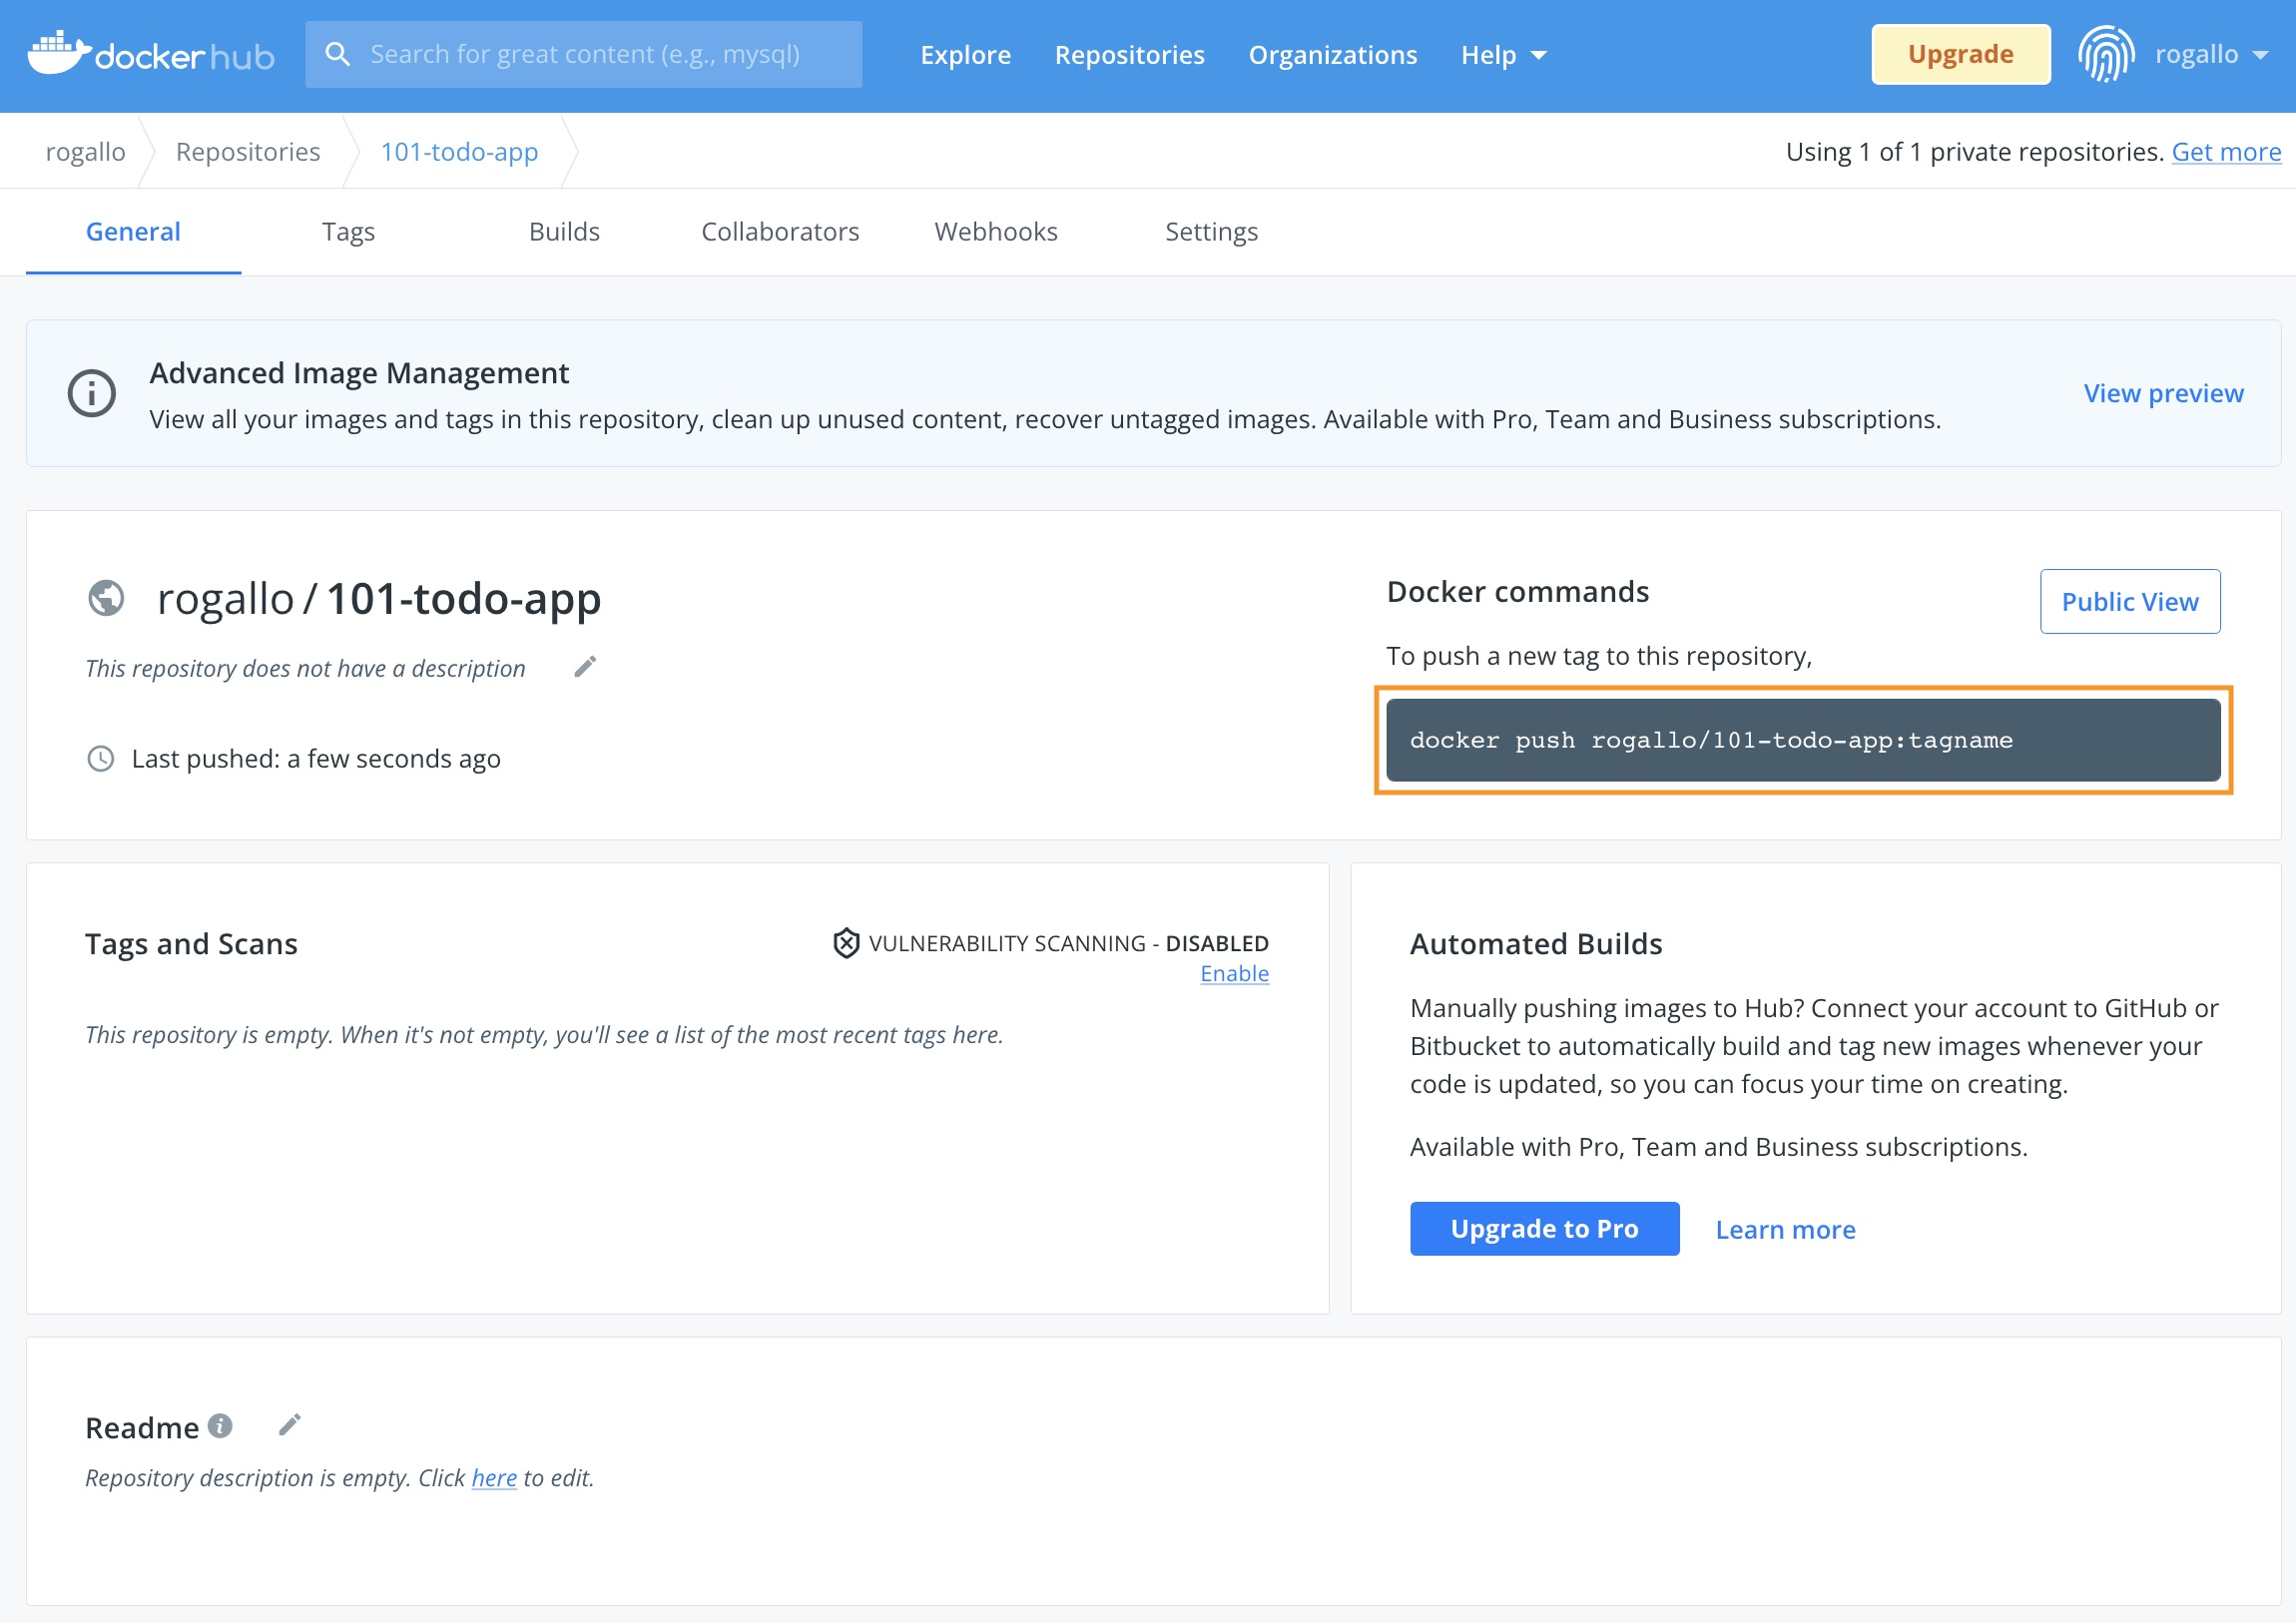 docker hub
Search for great content (e.g., mysql)
Explore
Repositories
Organizations
Help
Upgrade
rogallo
rogallo
Repositories
101-todo-app
Using 1 of 1 private repositories. Get more
General
Tags
Builds
Collaborators
Webhooks
Settings
Advanced Image Management
View all your images and tags in this repository, clean up unused content, recover untagged images. Available with Pro, Team and Business subscriptions.
View preview
rogallo / 101-todo-app
This repository does not have a description
Last pushed: a few seconds ago
Docker commands
Public View
To push a new tag to this repository,
docker push rogallo/101-todo-app:tagname
Tags and Scans
VULNERABILITY SCANNING - DISABLED
Enable
This repository is empty. When it's not empty, you'll see a list of the most recent tags here.
Automated Builds
Manually pushing images to Hub? Connect your account to GitHub or
Bitbucket to automatically build and tag new images whenever your
code is updated, so you can focus your time on creating.
Available with Pro, Team and Business subscriptions.
Upgrade to Pro
Learn more
Readme
Repository description is empty. Click here to edit.